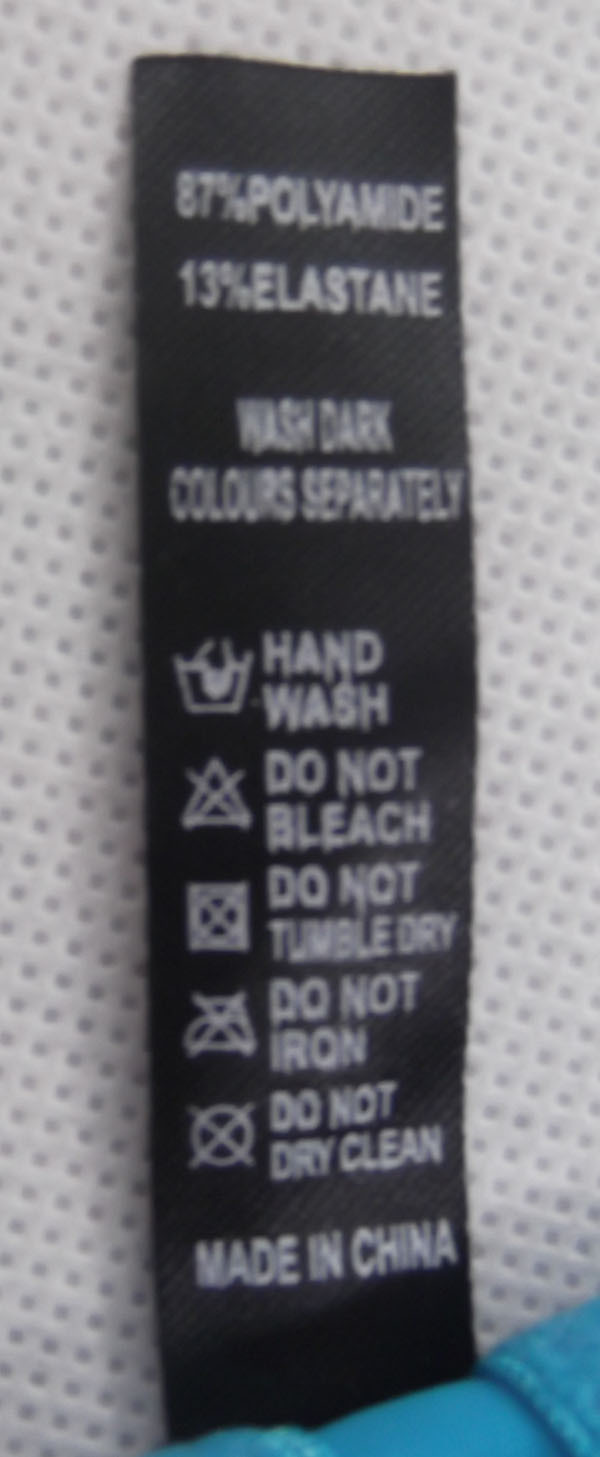 87%POLYAMIDE
13%ELASTANE
WASH DARK
COLOURS SEPARATELY
HAND
WASH
DO NOT
BLEACH
DO NOT
TUMBLE DRY
DO NOT
IRON
DO NOT
DRY CLEAN
MADE IN CHINA